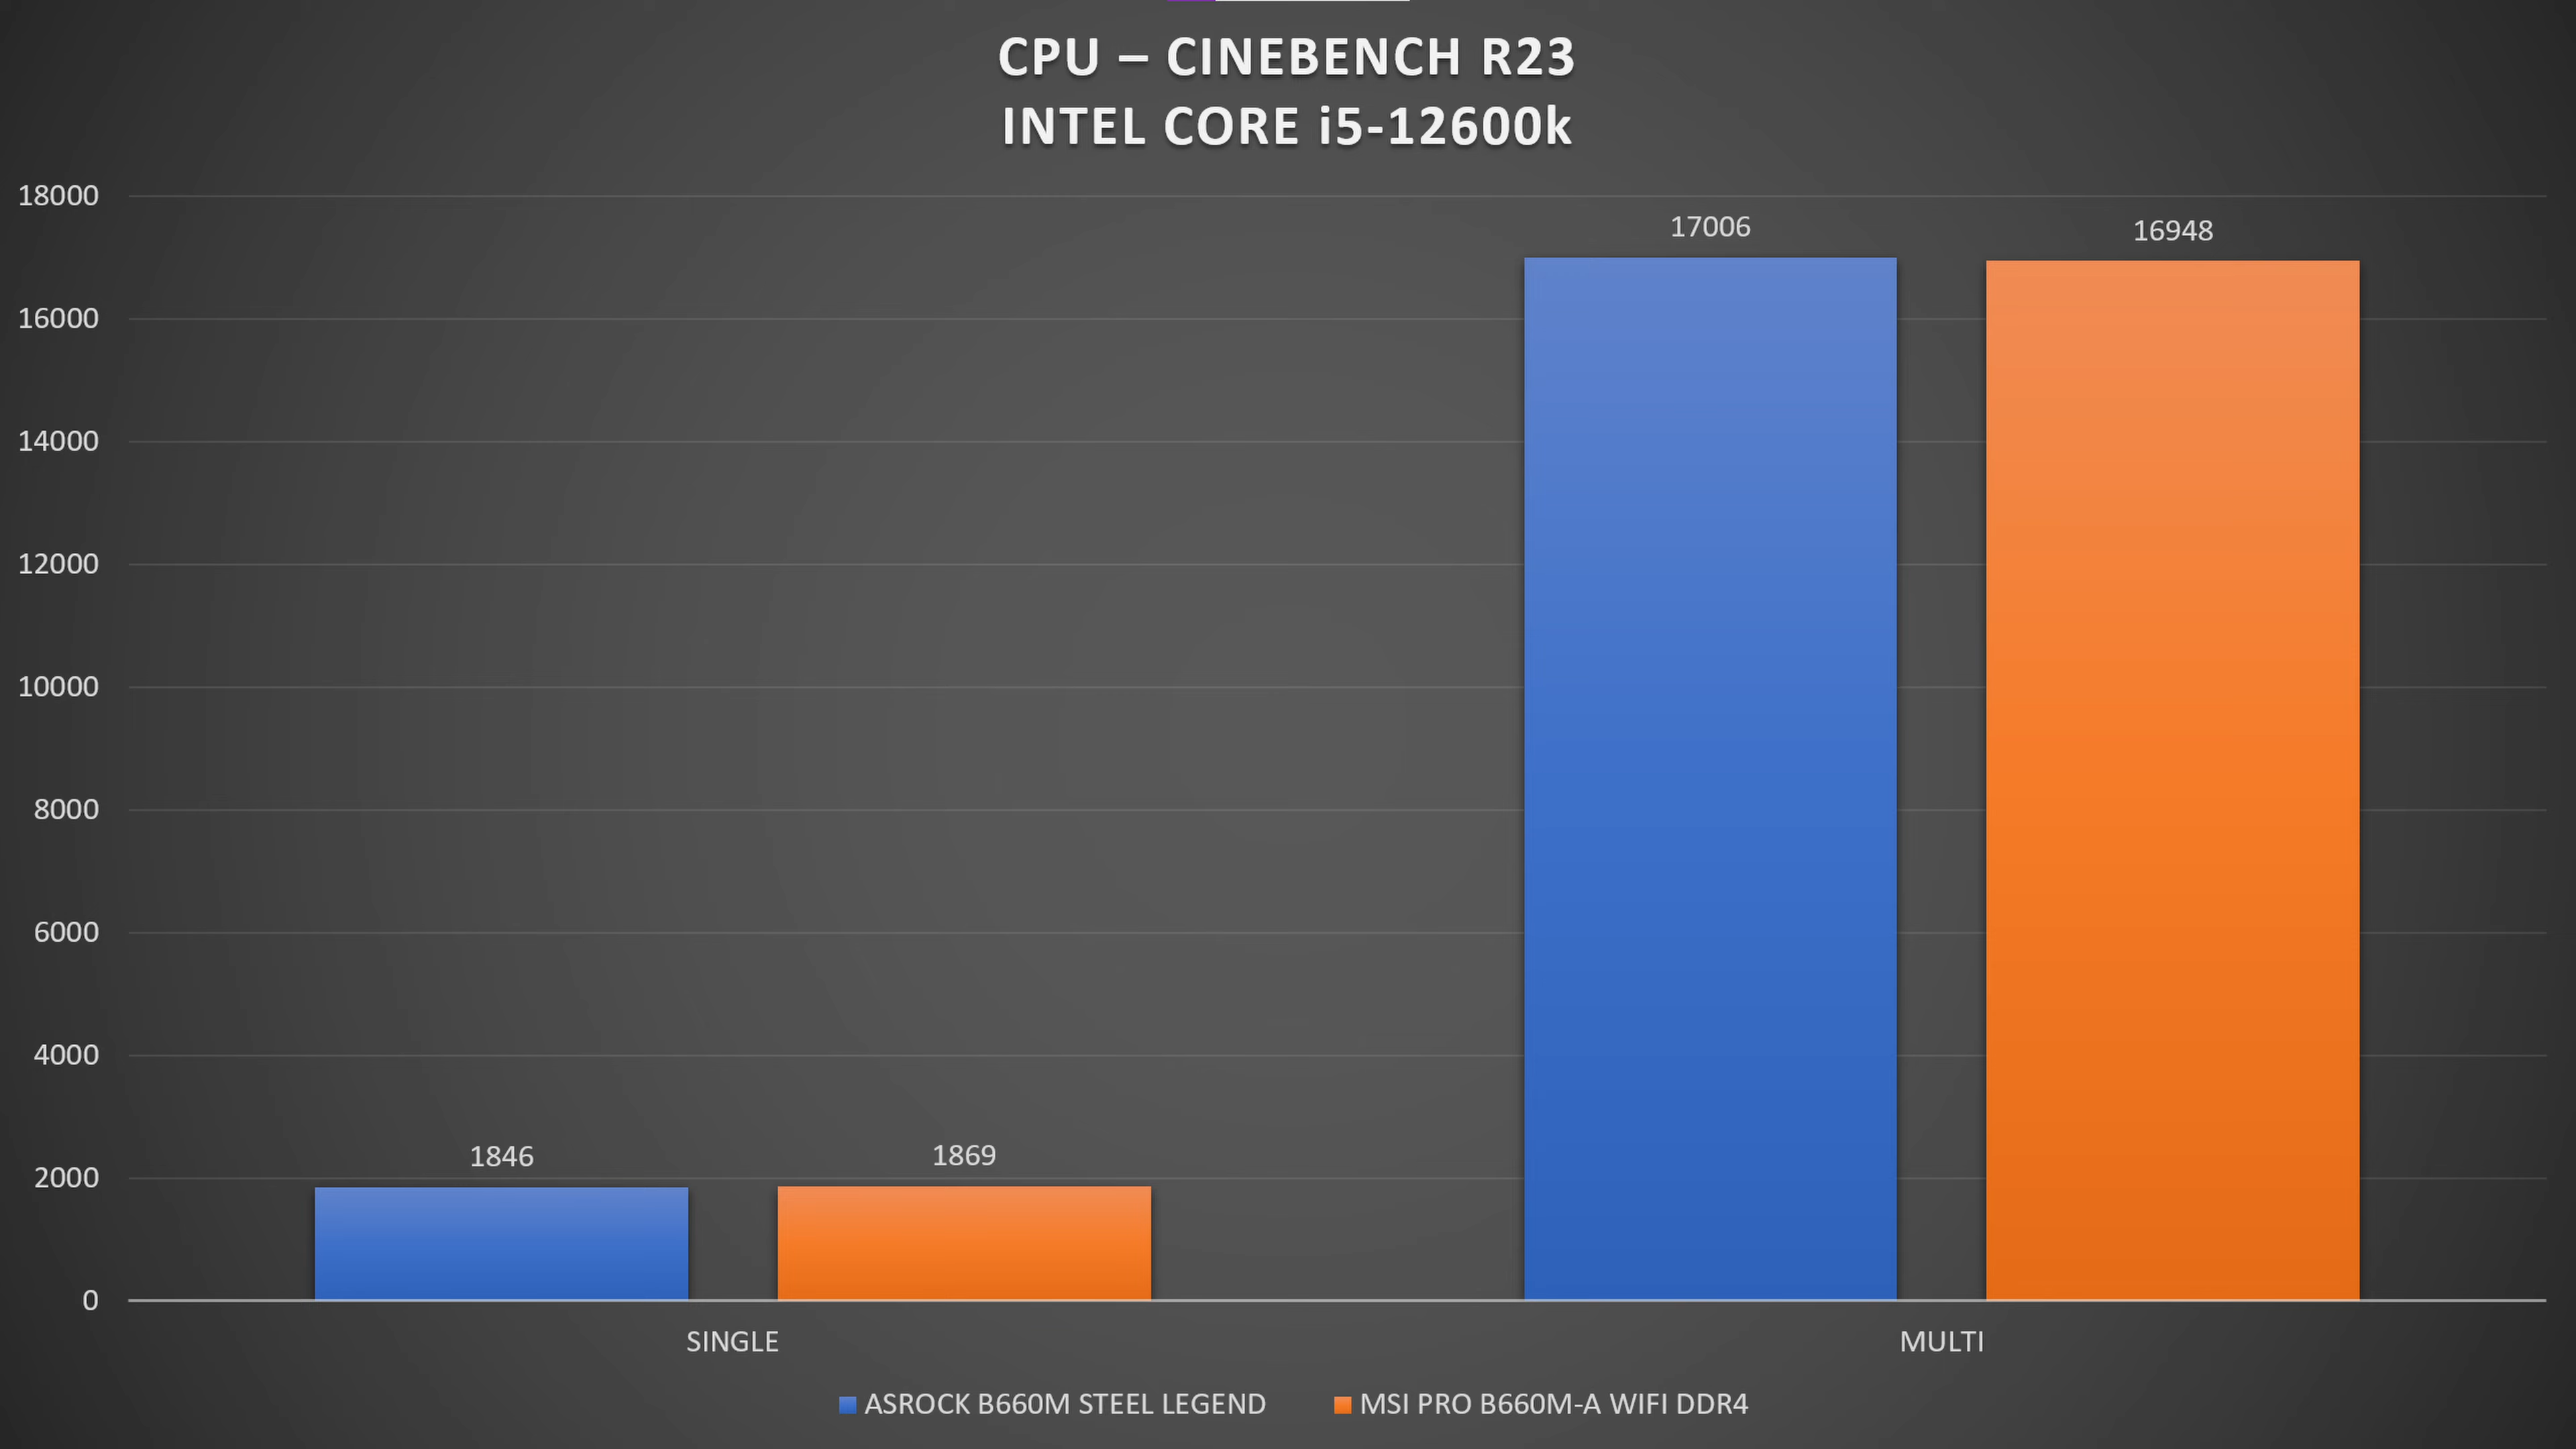 CPU – CINEBENCH R23
INTEL CORE i5-12600k
18000
16000
14000
12000
10000
8000
6000
4000
2000
0
17006
16948
1846
1869
SINGLE
MULTI
ASROCK B660M STEEL LEGEND
MSI PRO B660M-A WIFI DDR4